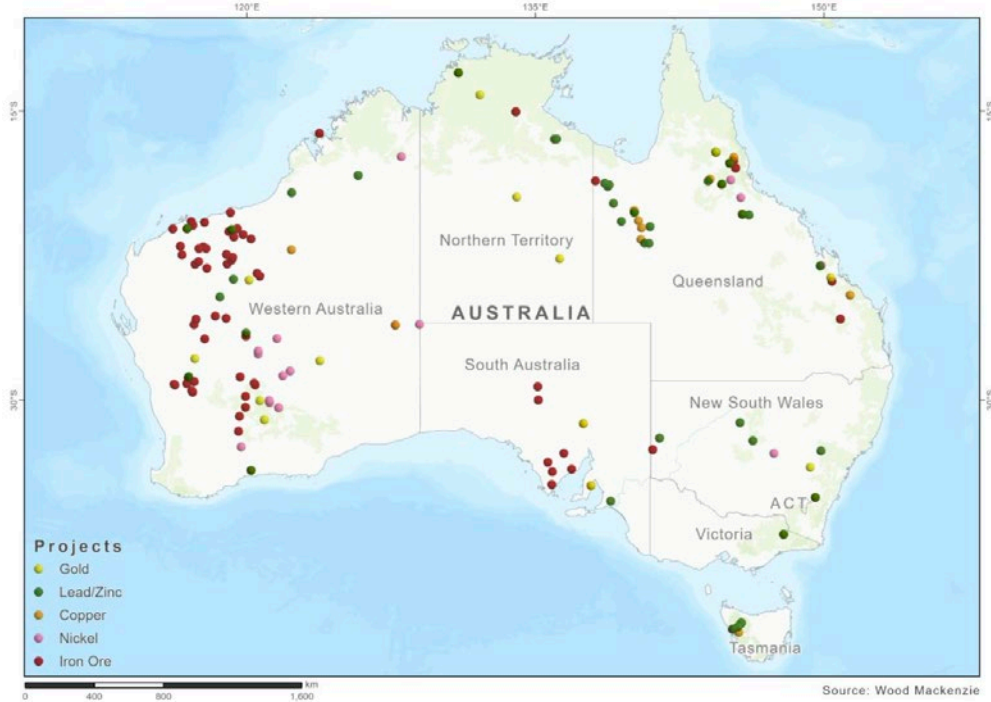 120°E
135°E
150°E
15°S
15°S
Northern Territory
Queensland
Western Australia
AUSTRALIA
South Australia
30°S
30°S
New South Wales
ACT
Victoria
Projects
Gold
Lead/Zinc
Copper
Nickel
Iron Ore
Tasmania
km
0 400 800 1,600
Source: Wood Mackenzie